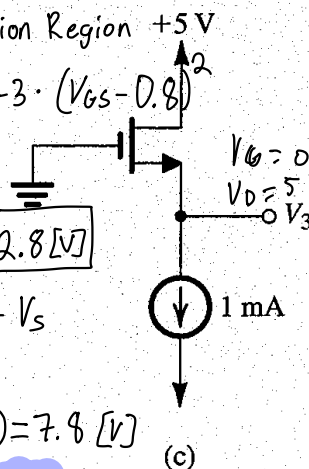 ion Region +5 V
-3 · (VGS - 0.8)²
VG = 0
VD = 5
V3
2.8 [V]
- VS
1 mA
) = 7.8 [V]
(c)